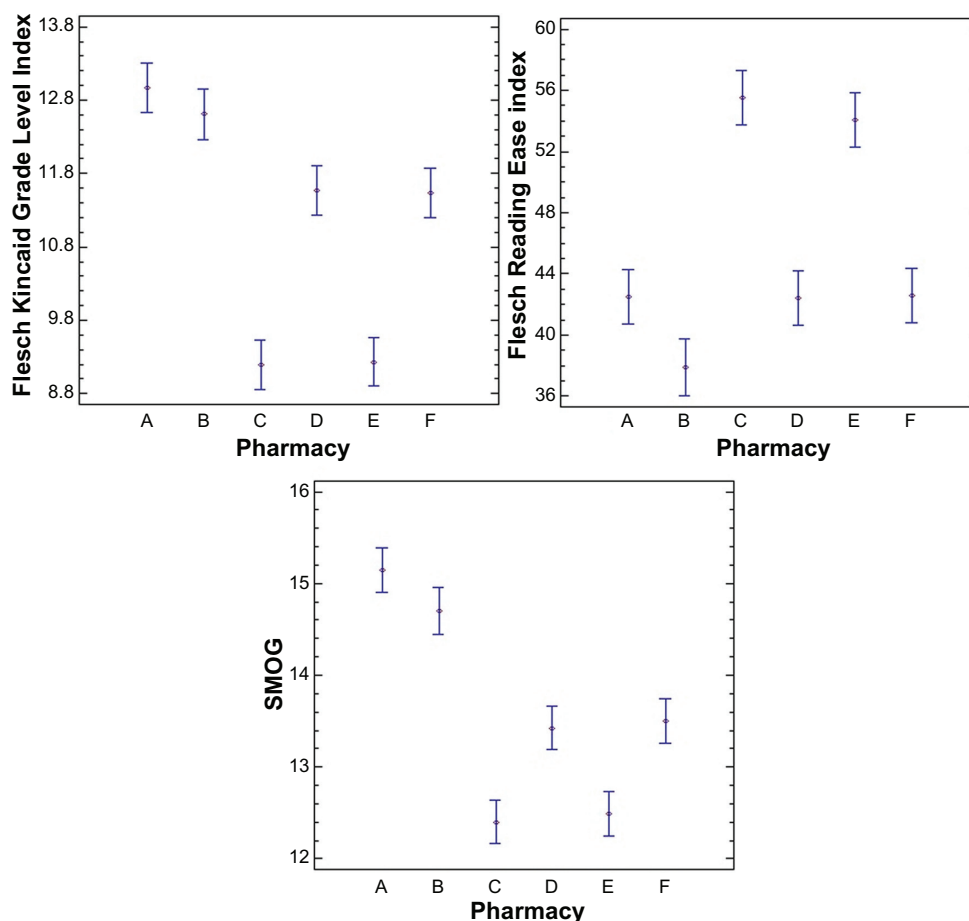 Flesch Kincaid Grade Level Index
13.8
12.8
11.8
10.8
9.8
8.8
A B C D E F
Pharmacy
Flesch Reading Ease index
60
56
52
48
44
40
36
A B C D E F
Pharmacy
SMOG
16
15
14
13
12
A B C D E F
Pharmacy